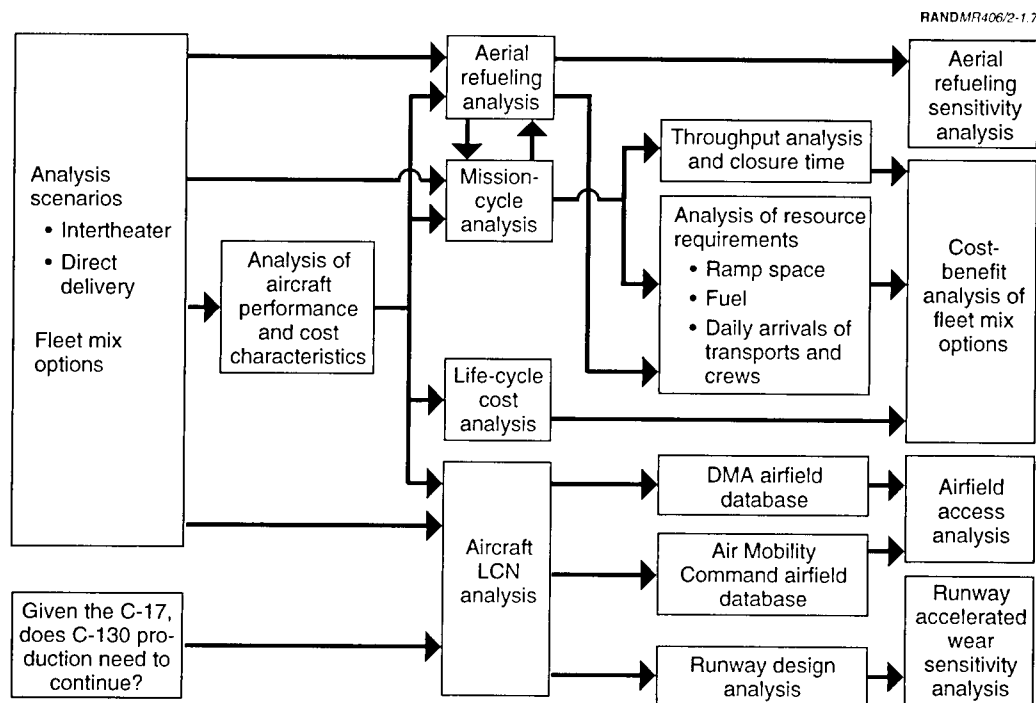 RANDMR406/2-1.7
Analysis
scenarios
• Intertheater
• Direct
delivery
Fleet mix
options
Given the C-17,
does C-130 pro-
duction need to
continue?
Analysis of
aircraft
performance
and cost
characteristics
Aerial
refueling
analysis
Mission-
cycle
analysis
Life-cycle
cost
analysis
Aircraft
LCN
analysis
Throughput analysis
and closure time
Analysis of resource
requirements
• Ramp space
• Fuel
• Daily arrivals of
transports and
crews
DMA airfield
database
Air Mobility
Command airfield
database
Runway design
analysis
Aerial
refueling
sensitivity
analysis
Cost-
benefit
analysis of
fleet mix
options
Airfield
access
analysis
Runway
accelerated
wear
sensitivity
analysis